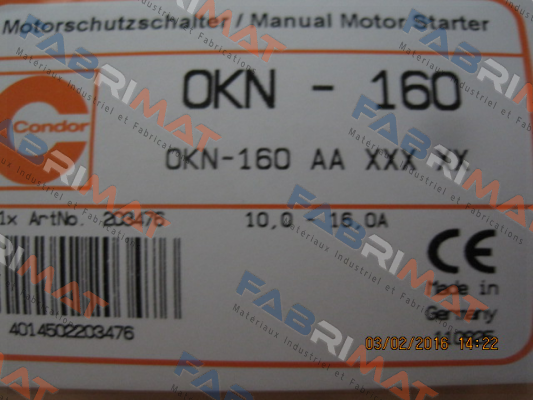 Motorschutzschalter / Manual Motor Starter
OKN - 160
Condor
OKN-160 AA XXX XX
1x ArtNo. 203476 10,0 - 16,0A
CE
Made in
Germany
4014502203476
03/02/2016 14:22
FABRIMAT
Materiaux Industriel et Fabrications